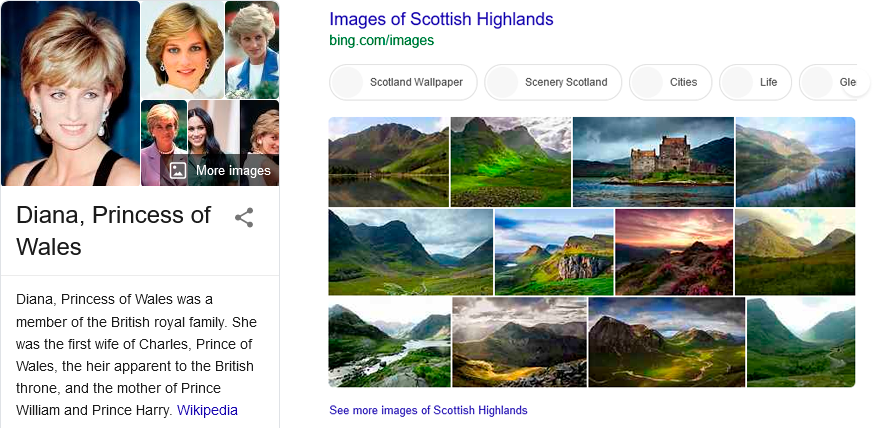 More images
Diana, Princess of
Wales
Diana, Princess of Wales was a
member of the British royal family. She
was the first wife of Charles, Prince of
Wales, the heir apparent to the British
throne, and the mother of Prince
William and Prince Harry. Wikipedia
Images of Scottish Highlands
bing.com/images
Scotland Wallpaper
Scenery Scotland
Cities
Life
Gle
See more images of Scottish Highlands